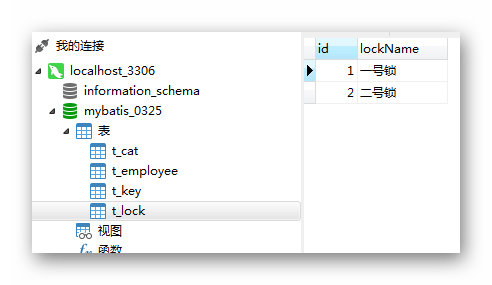 我的连接
localhost_3306
information_schema
mybatis_0325
表
t_cat
t_employee
t_key
t_lock
视图
函数
id lockName
1 一号锁
2 二号锁